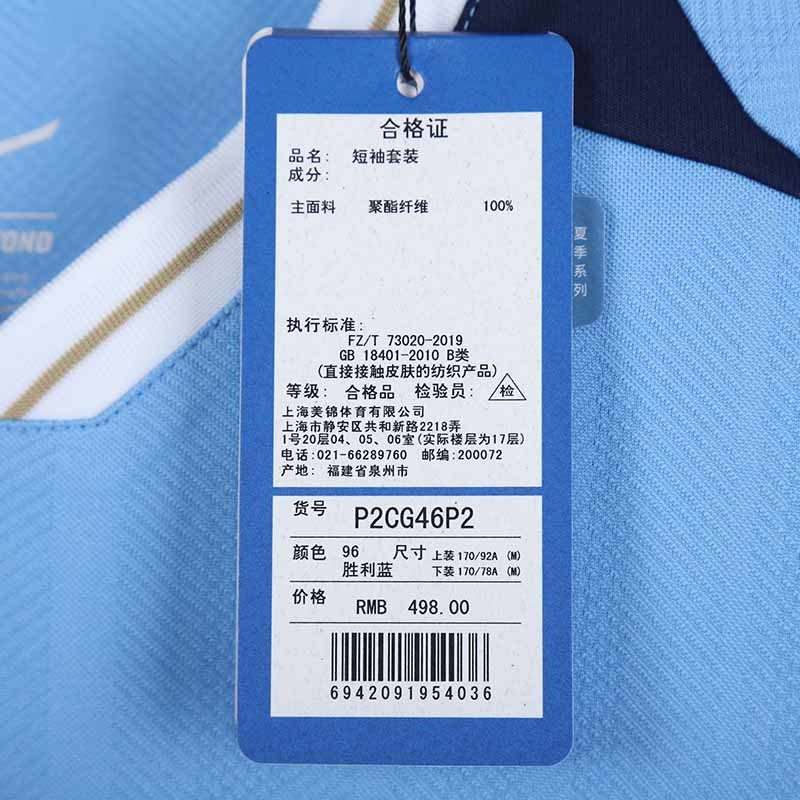 合格证
品名: 短袖套装
成分:
主面料 聚酯纤维 100%
执行标准:
FZ/T 73020-2019
GB 18401-2010 B类
(直接接触皮肤的纺织产品)
等级: 合格品 检验员: 检
上海美锦体育有限公司
上海市静安区共和新路2218弄
1号20层04、05、06室(实际楼层为17层)
电话:021-66289760 邮编:200072
产地: 福建省泉州市
货号 P2CG46P2
颜色 96 尺寸 上装170/92A (M)
胜利蓝 下装170/78A (M)
价格 RMB 498.00
6942091954036
夏季系列